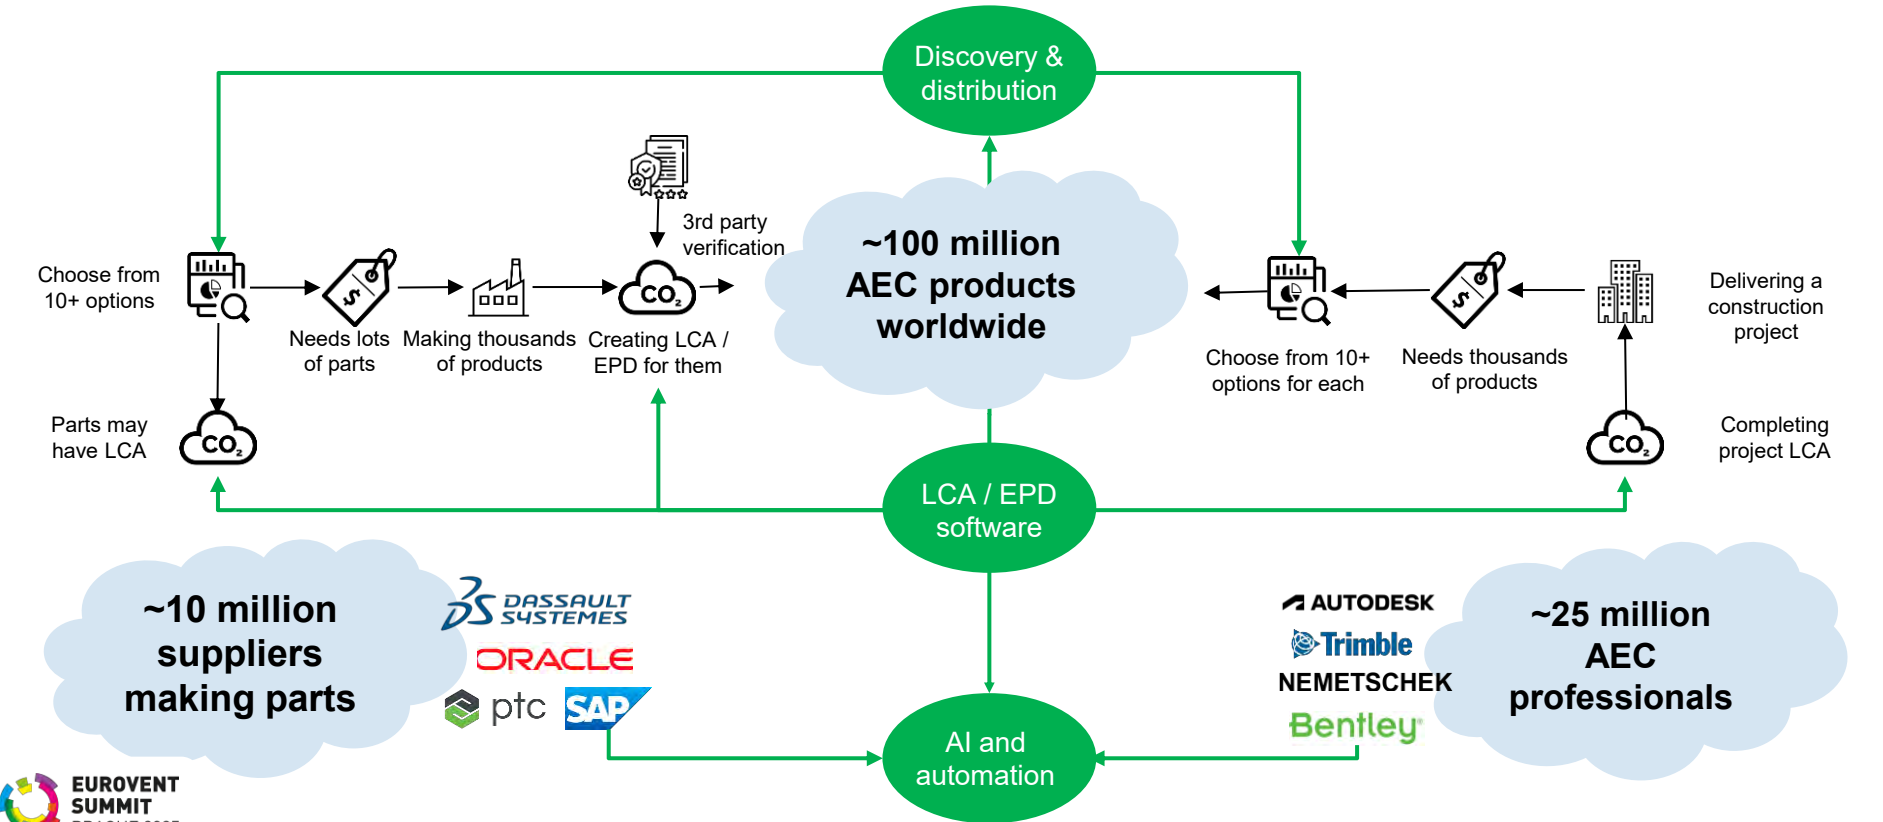 Discovery &
distribution
3rd party
verification
~100 million
AEC products
worldwide
Choose from
10+ options
$
Needs lots
of parts
Making thousands
of products
CO2
Creating LCA /
EPD for them
Choose from 10+
options for each
$
Needs thousands
of products
Delivering a
construction
project
Parts may
have LCA
CO2
CO2
Completing
project LCA
LCA / EPD
software
~10 million
suppliers
making parts
DASSAULT
SYSTEMES
ORACLE
ptc
SAP
AUTODESK
Trimble
NEMETSCHEK
Bentley
~25 million
AEC
professionals
AI and
automation
EUROVENT
SUMMIT